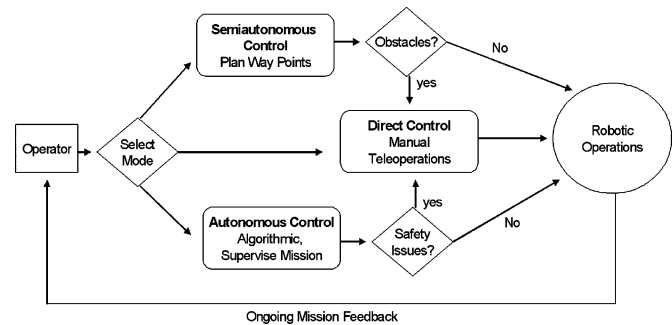 Semiautonomous
Control
Plan Way Points
Obstacles?
No
yes
Operator
Select
Mode
Direct Control
Manual
Teleoperations
Robotic
Operations
yes
Autonomous Control
Algorithmic,
Supervise Mission
Safety
Issues?
No
Ongoing Mission Feedback